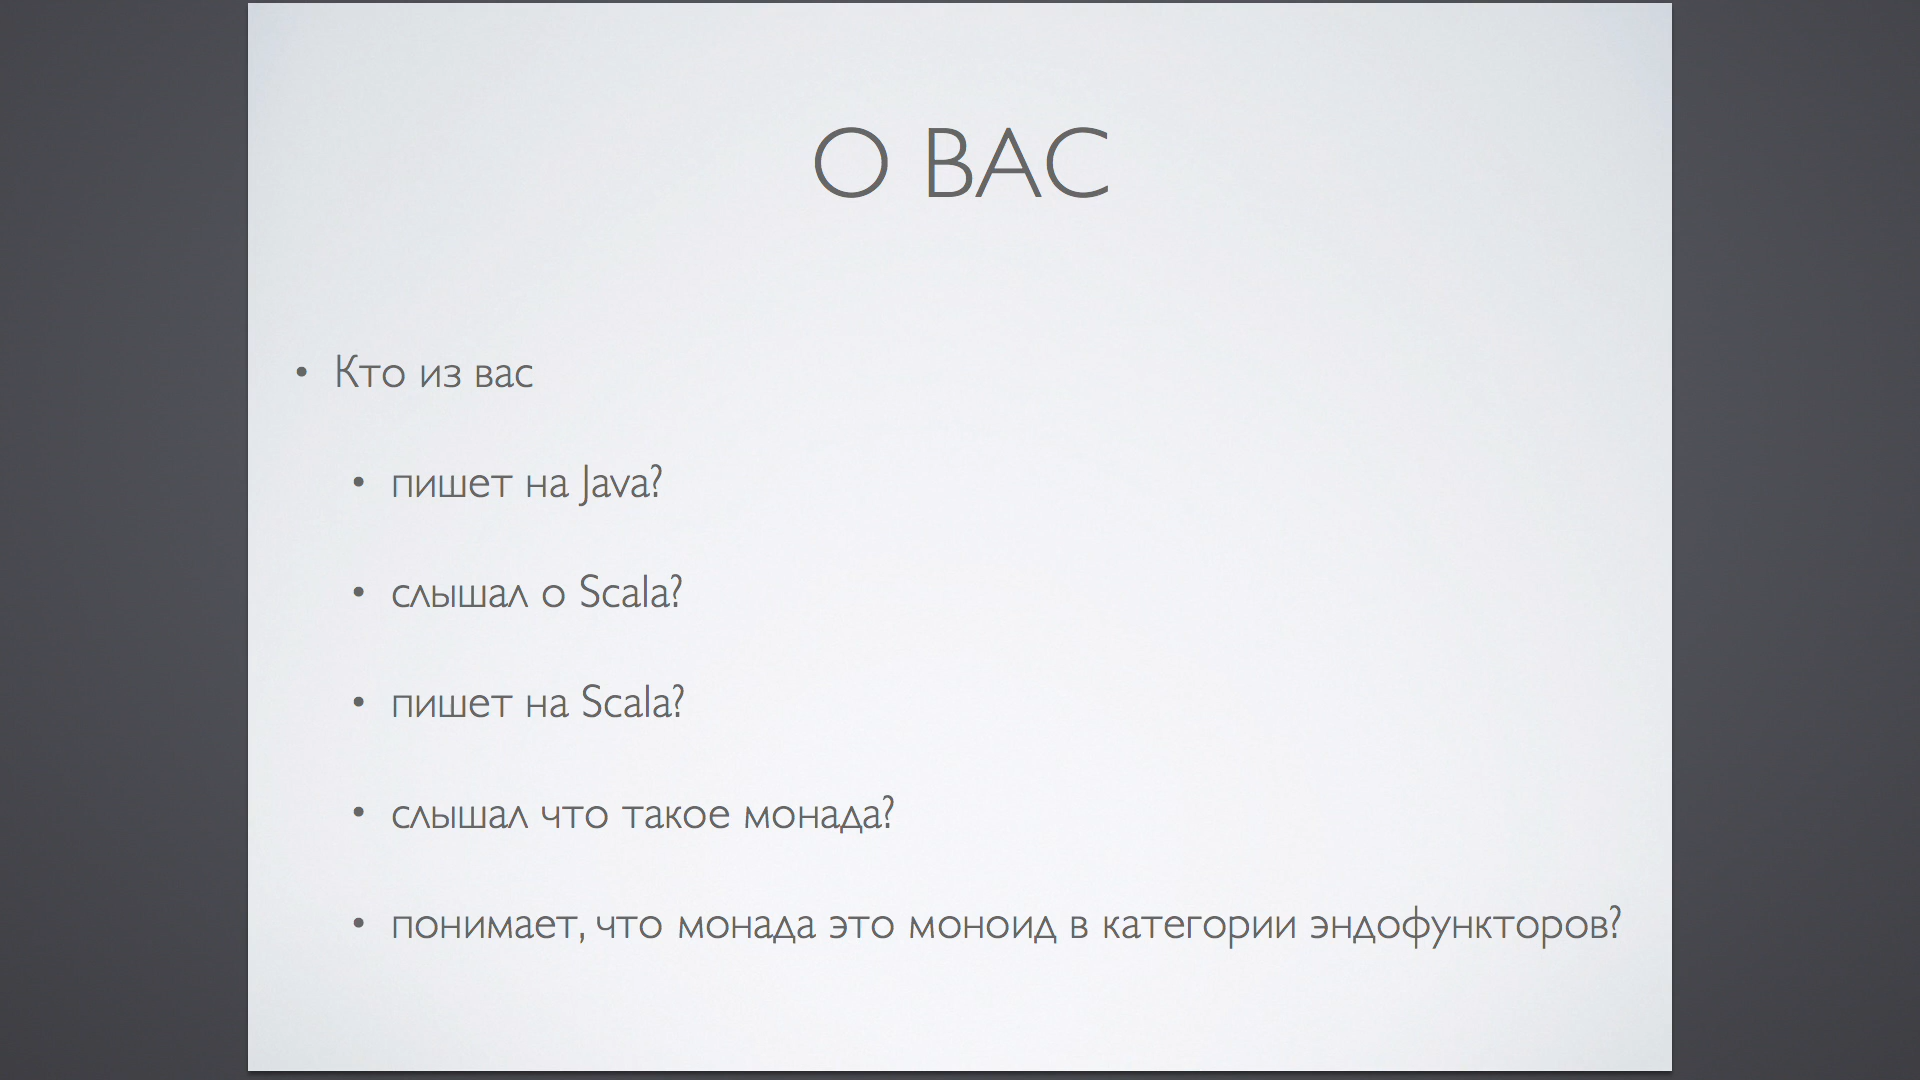 О ВАС
• Кто из вас
• пишет на Java?
• слышал о Scala?
• пишет на Scala?
• слышал что такое монада?
• понимает, что монада это моноид в категории эндофункторов?